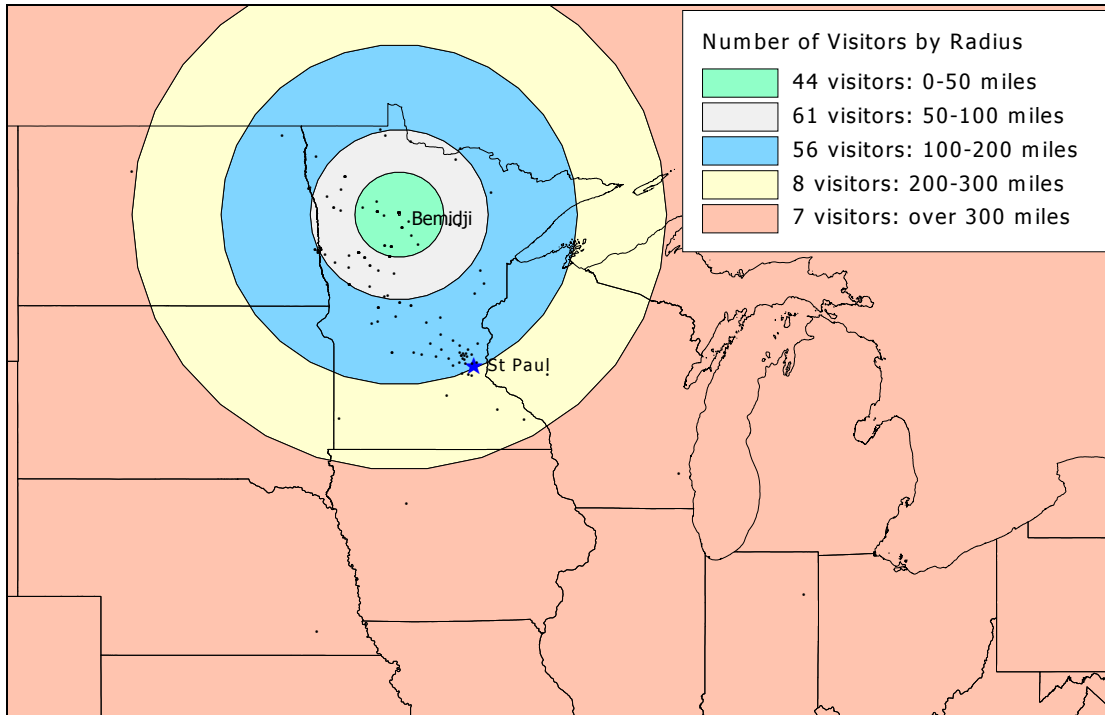 Number of Visitors by Radius
44 visitors: 0-50 miles
61 visitors: 50-100 miles
56 visitors: 100-200 miles
8 visitors: 200-300 miles
7 visitors: over 300 miles
Bemidji
St Paul